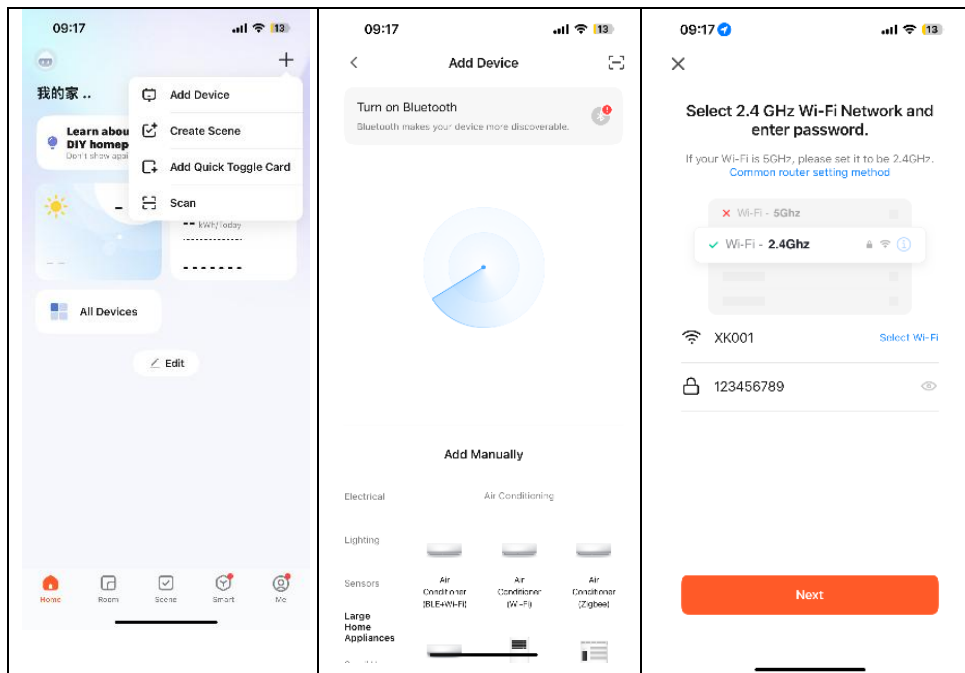 09:17
13
我的家 ..
Add Device
Create Scene
Add Quick Toggle Card
Scan
Learn abou
DIY homep
Don't show agai
-
-- kWh/Today
-- --
All Devices
Edit
Home
Room
Scene
Smart
Me
09:17
13
Add Device
Turn on Bluetooth
Bluetooth makes your device more discoverable.
Add Manually
Electrical
Air Conditioning
Lighting
Sensors
Air
Conditioner
(BLE+Wi-Fi)
Air
Conditioner
(Wi-Fi)
Air
Conditioner
(Zigbee)
Large
Home
Appliances
09:17
13
Select 2.4 GHz Wi-Fi Network and
enter password.
If your Wi-Fi is 5GHz, please set it to be 2.4GHz.
Common router setting method
Wi-Fi - 5Ghz
Wi-Fi - 2.4Ghz
XK001
Select Wi-Fi
123456789
Next